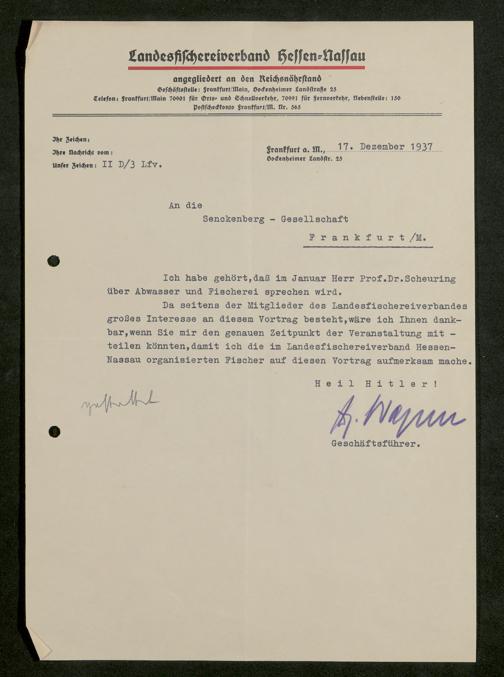 Landesfischereiverband Hessen-Nassau
angegliedert an den Reichsnährstand
Geschäftsstelle: Frankfurt/Main, Bockenheimer Landstraße 25
Telefon: Frankfurt/Main 70901 für Orts- und Schnellverkehr, 70991 für Fernverkehr, Nebenstelle: 150
Postscheckkonto Frankfurt/M. Nr. 565
Ihr Zeichen:
Ihre Nachricht vom:
Unser Zeichen: II D/3 Lfv.
Frankfurt a. M., 17. Dezember 1937
Bockenheimer Landstr. 25
An die
Senckenberg - Gesellschaft
Frankfurt/M.
Ich habe gehört,daß im Januar Herr Prof.Dr.Scheuring
über Abwasser und Fischerei sprechen wird.
Da seitens der Mitglieder des Landesfischereiverbandes
großes Interesse an diesem Vortrag besteht,wäre ich Ihnen dank-
bar,wenn Sie mir den genauen Zeitpunkt der Veranstaltung mit -
teilen könnten,damit ich die im Landesfischereiverband Hessen-
Nassau organisierten Fischer auf diesen Vortrag aufmerksam mache.
Heil Hitler!
Geschäftsführer.